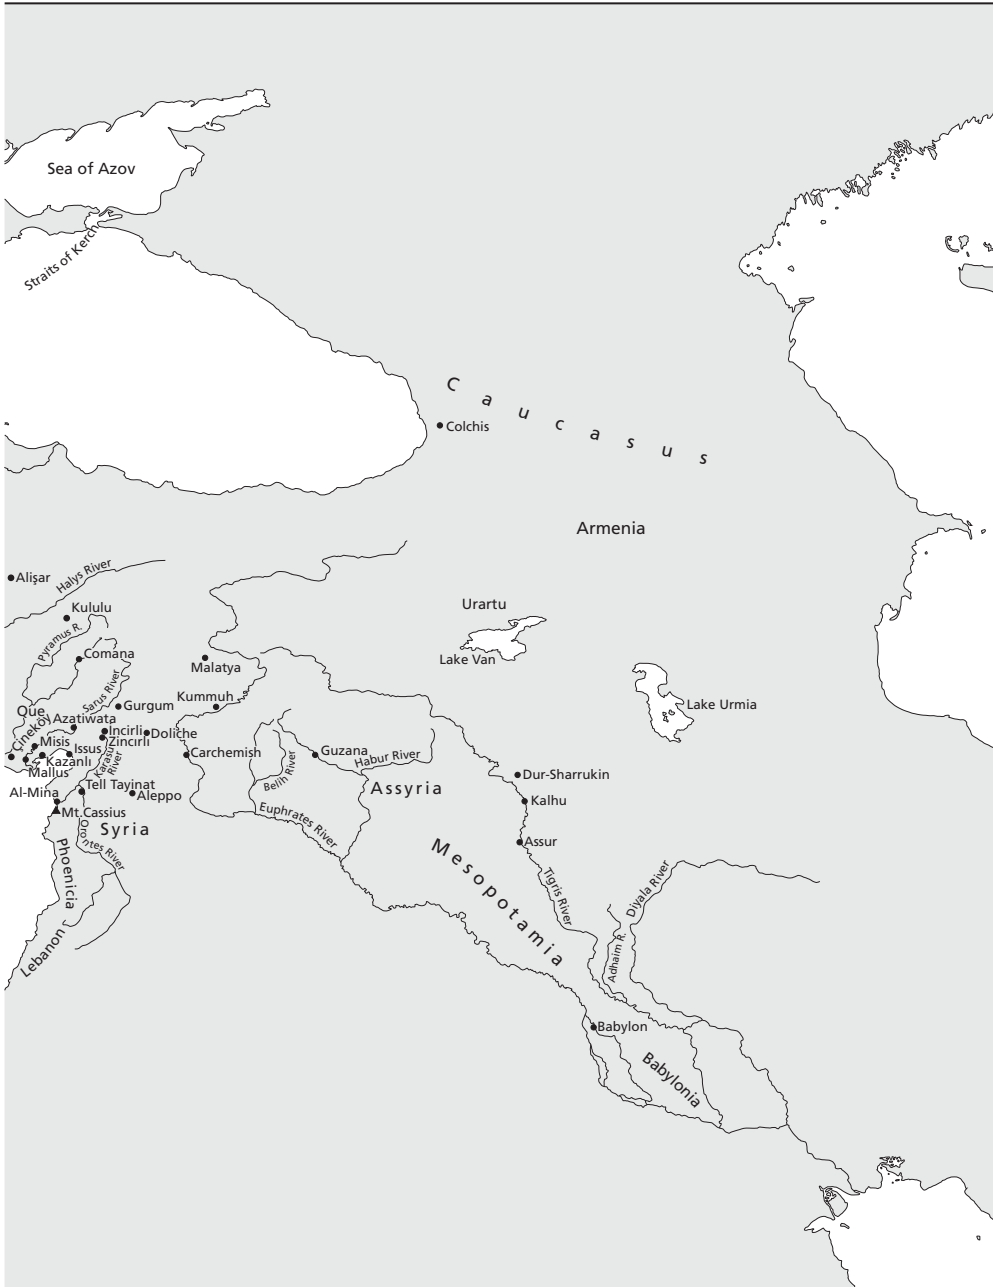 Sea of Azov
Straits of Kerch
Caucasus
Colchis
Armenia
Alişar
Halys River
Kululu
Urartu
Pyramus R.
Comana
Malatya
Lake Van
Sarus River
Kummuh
Gurgum
Lake Urmia
Que
Çineköy
Azatiwata
Incirli
Doliche
Zincirli
Misis
Issus
Kazanlı
Mallus
Karasu
River
Carchemish
Guzana
Habur River
Belih River
Dur-Sharrukin
Tell Tayinat
Al-Mina
Aleppo
Assyria
Kalhu
Mt.Cassius
Euphrates River
Syria
Orontes River
Assur
Mesopotamia
Phoenicia
Tigris River
Diyala River
Lebanon
Adhaim R.
Babylon
Babylonia